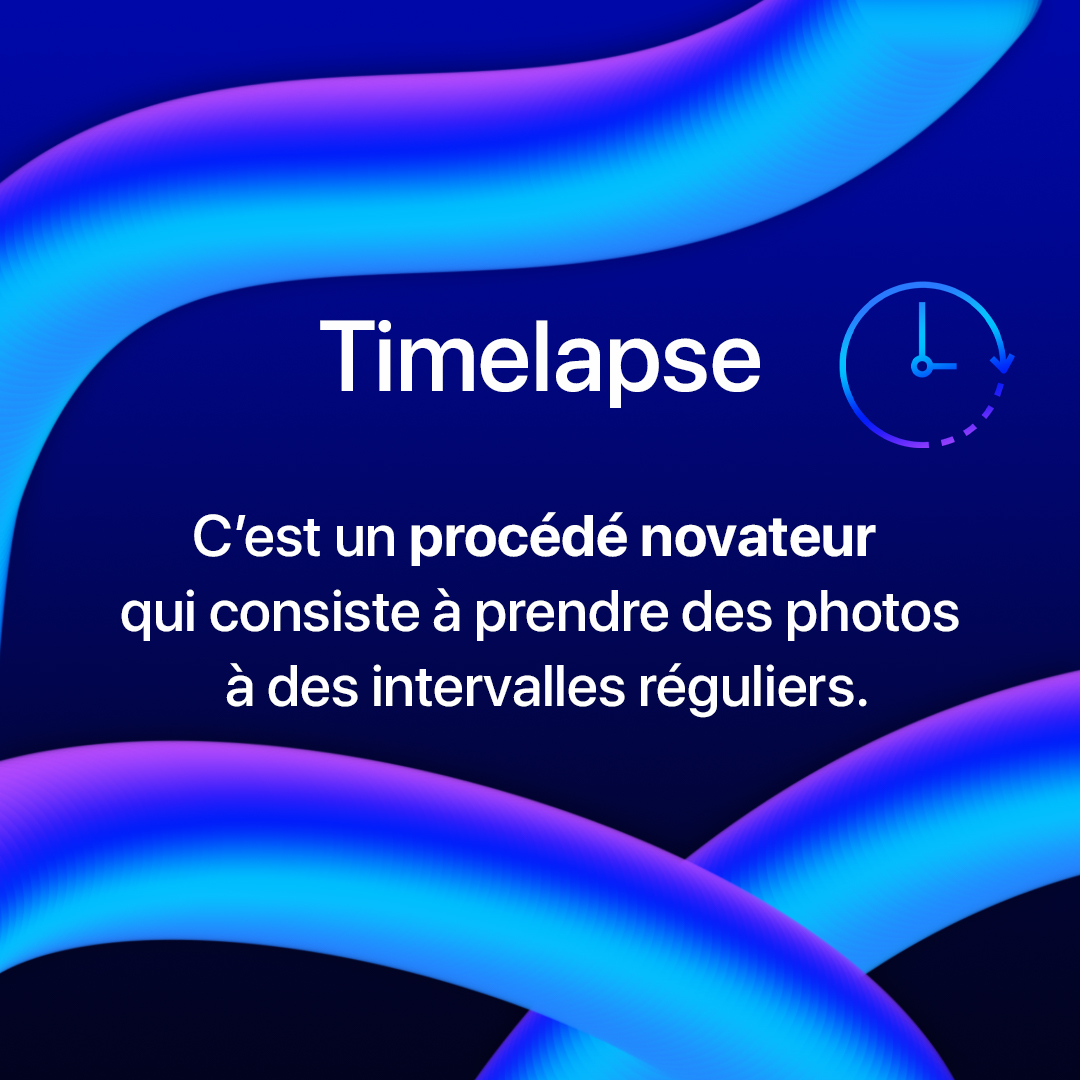 Timelapse
C’est un procédé novateur
qui consiste à prendre des photos
à des intervalles réguliers.